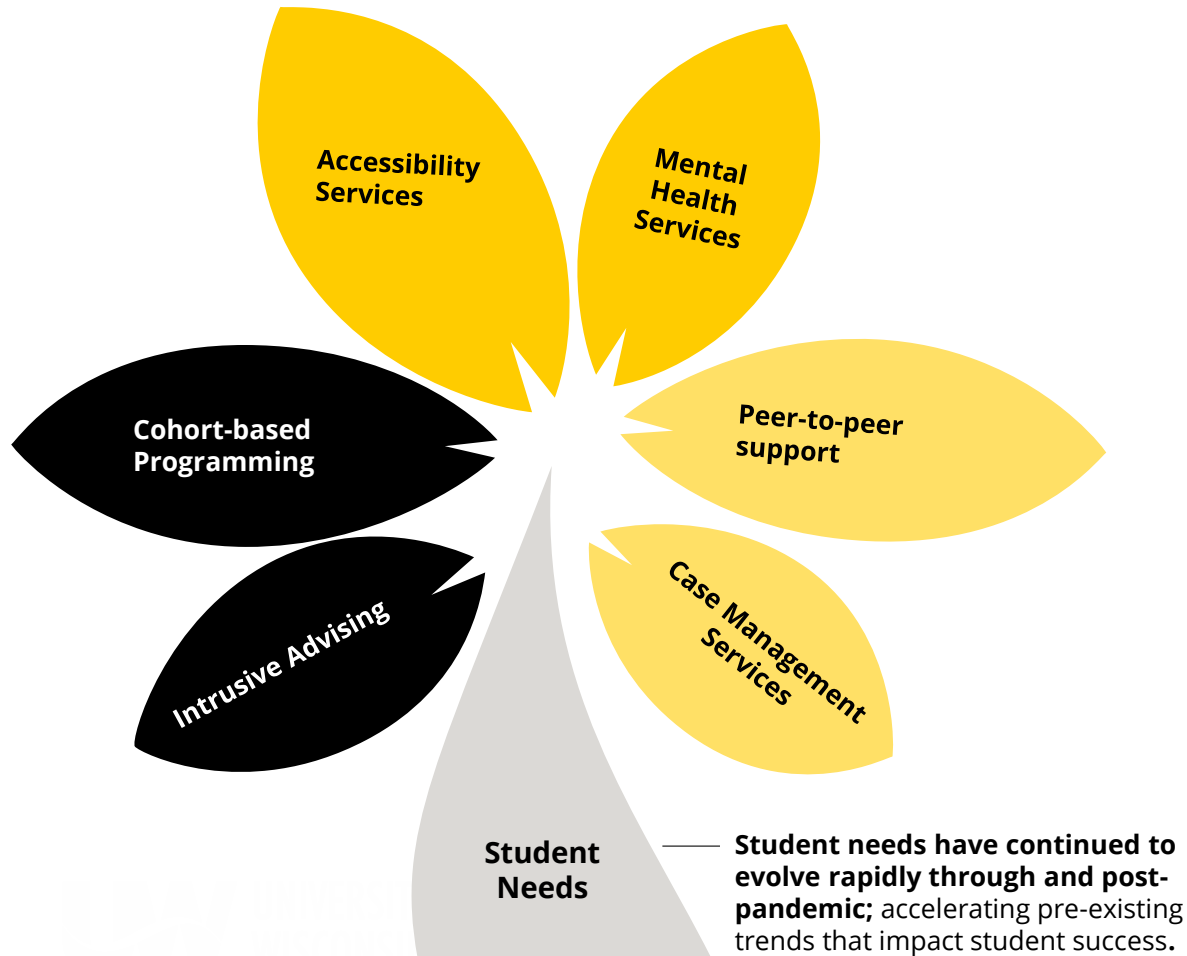 Accessibility
Services
Mental
Health
Services
Cohort-based
Programming
Peer-to-peer
support
Intrusive Advising
Case Management
Services
Student
Needs
Student needs have continued to
evolve rapidly through and post-
pandemic; accelerating pre-existing
trends that impact student success.